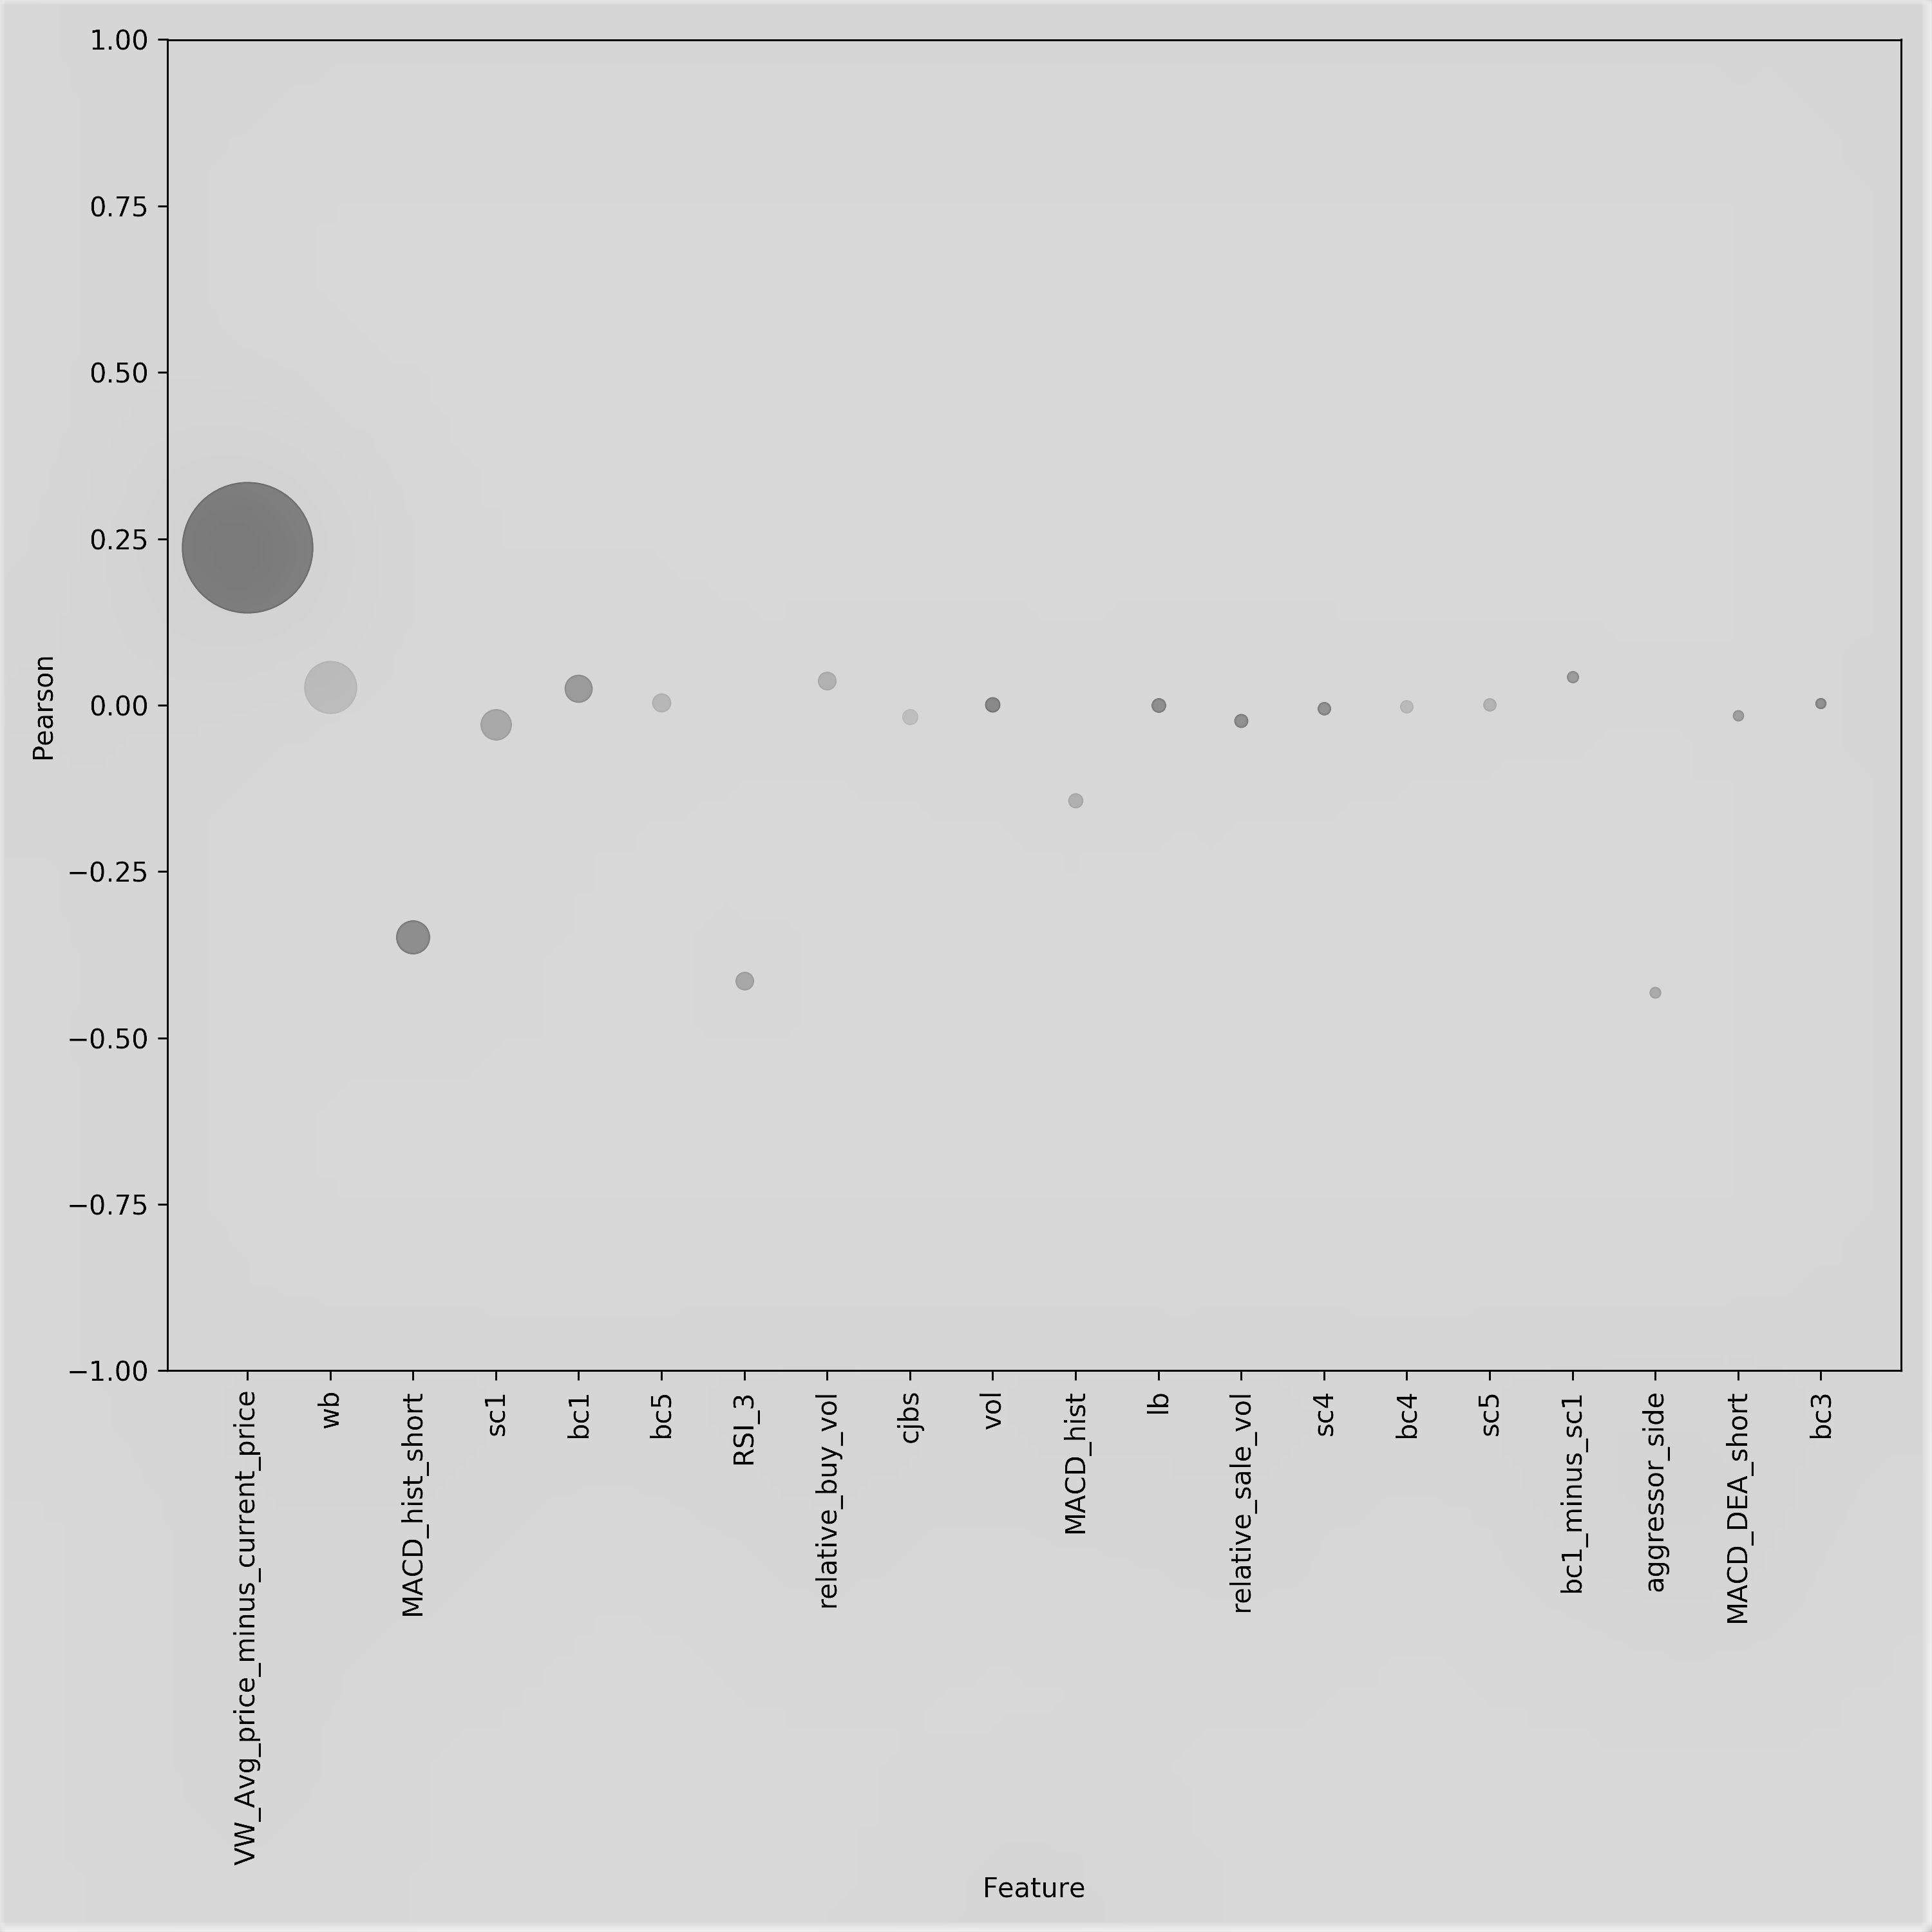 1.00
0.75
0.50
0.25
0.00
−0.25
−0.50
−0.75
−1.00
Pearson
VW_Avg_price_minus_current_price
wb
MACD_hist_short
sc1
bc1
bc5
RSI_3
relative_buy_vol
cjbs
vol
MACD_hist
lb
relative_sale_vol
sc4
bc4
sc5
bc1_minus_sc1
aggressor_side
MACD_DEA_short
bc3
Feature